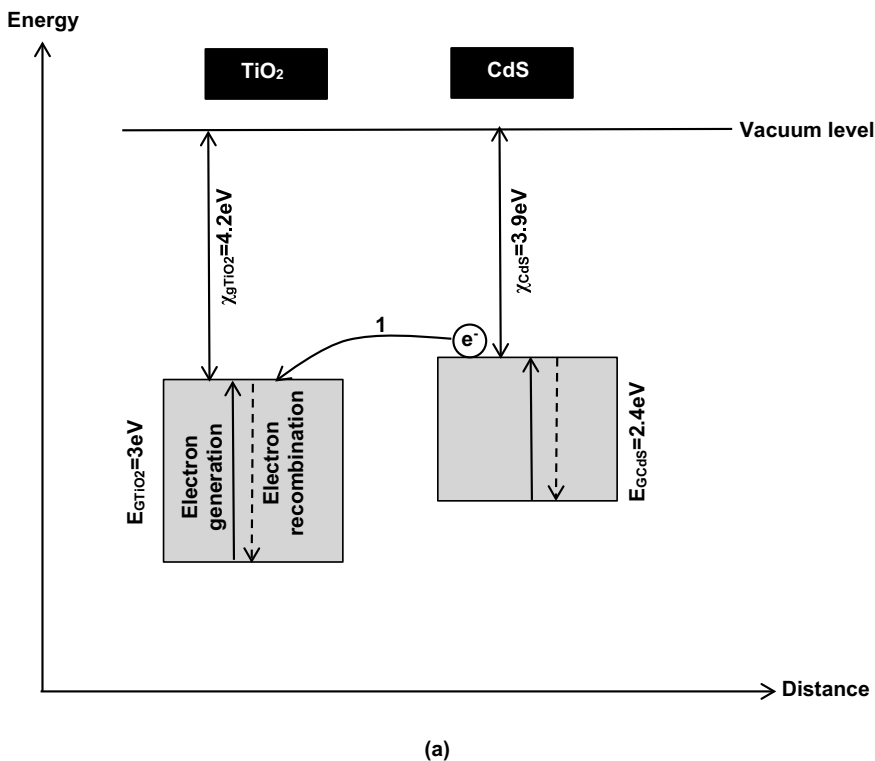 Energy
TiO₂
CdS
Vacuum level
χgTiO2=4.2eV
χCdS=3.9eV
1
e⁻
EGTiO2=3eV
Electron
generation
Electron
recombination
EGCdS=2.4eV
Distance
(a)